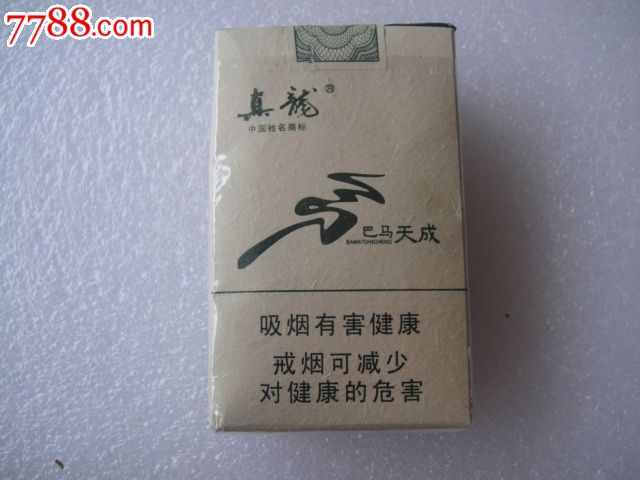 7788.com
真龍®
中国驰名商标
巴马天成
BAMATIANCHENG
吸烟有害健康
戒烟可减少
对健康的危害